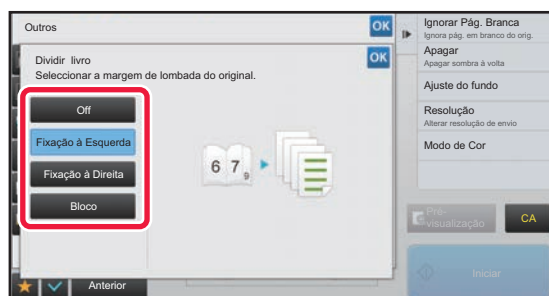 Outros
OK
Dividir livro
OK
Seleccionar a margem de lombada do original.
Off
Fixação à Esquerda
Fixação à Direita
Bloco
6 7 9
Anterior
Ignorar Pág. Branca
Ignora pág. em branco do orig.
Apagar
Apagar sombra à volta
Ajuste do fundo
Resolução
Alterar resolução de envio
Modo de Cor
Pre-
visualização
CA
Iniciar